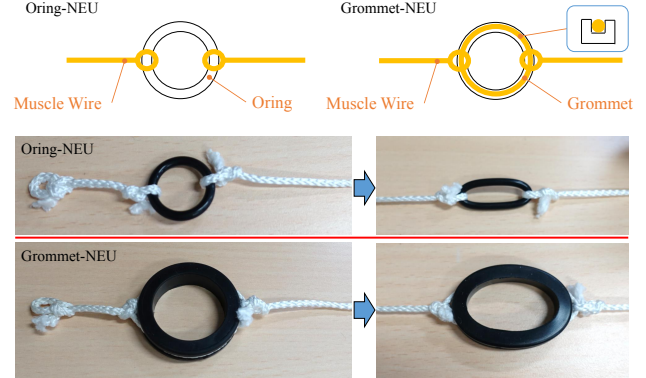 Oring-NEU
Grommet-NEU
Muscle Wire
Oring
Muscle Wire
Grommet
Oring-NEU
Grommet-NEU